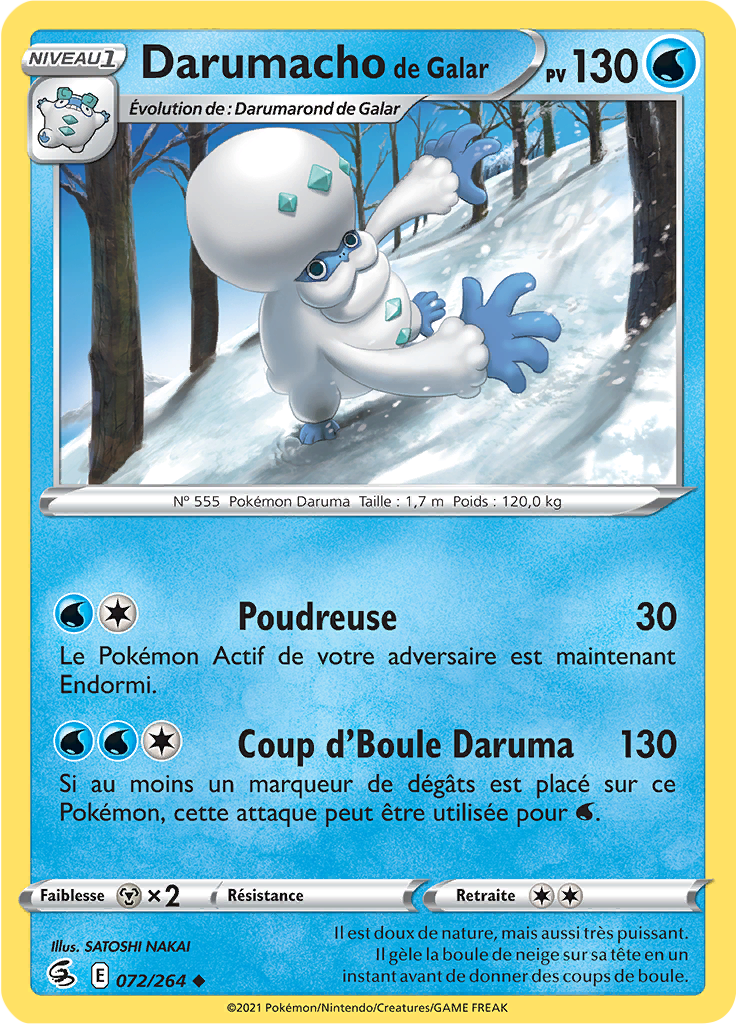 NIVEAU 1
Darumacho de Galar
PV 130
Évolution de : Darumarond de Galar
N° 555 Pokémon Daruma Taille : 1,7 m Poids : 120,0 kg
Poudreuse 30
Le Pokémon Actif de votre adversaire est maintenant
Endormi.
Coup d'Boule Daruma 130
Si au moins un marqueur de dégâts est placé sur ce
Pokémon, cette attaque peut être utilisée pour .
Faiblesse ×2 Résistance Retraite
Illus. SATOSHI NAKAI
E 072/264
Il est doux de nature, mais aussi très puissant.
Il gèle la boule de neige sur sa tête en un
instant avant de donner des coups de boule.
©2021 Pokémon/Nintendo/Creatures/GAME FREAK